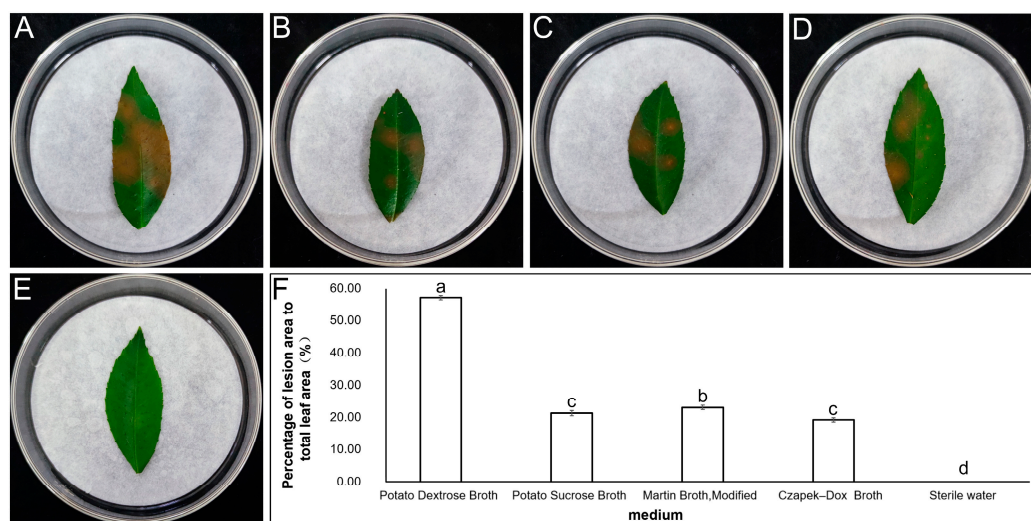 A
B
C
D
E
F
Percentage of lesion area to
total leaf area（%）
60.00
50.00
40.00
30.00
20.00
10.00
0.00
a
c
b
c
d
Potato Dextrose Broth
Potato Sucrose Broth
Martin Broth,Modified
Czapek–Dox Broth
Sterile water
medium